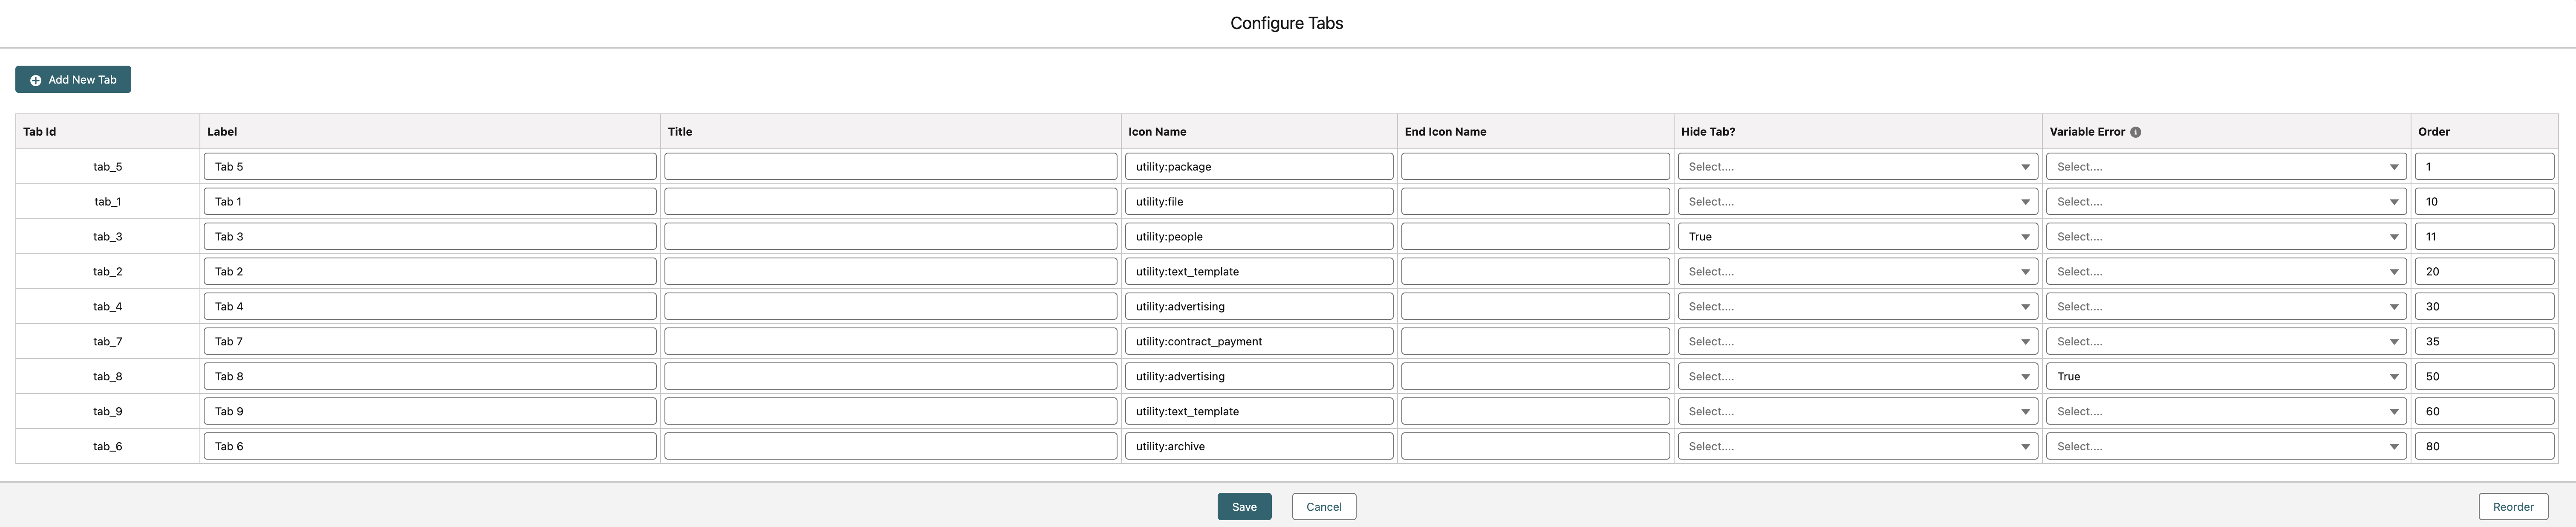 Configure Tabs
Add New Tab
Tab Id Label Title Icon Name End Icon Name Hide Tab? Variable Error Order
tab_5 Tab 5 utility:package Select.... Select.... 1
tab_1 Tab 1 utility:file Select.... Select.... 10
tab_3 Tab 3 utility:people True Select.... 11
tab_2 Tab 2 utility:text_template Select.... Select.... 20
tab_4 Tab 4 utility:advertising Select.... Select.... 30
tab_7 Tab 7 utility:contract_payment Select.... Select.... 35
tab_8 Tab 8 utility:advertising Select.... True 50
tab_9 Tab 9 utility:text_template Select.... Select.... 60
tab_6 Tab 6 utility:archive Select.... Select.... 80
Save Cancel Reorder